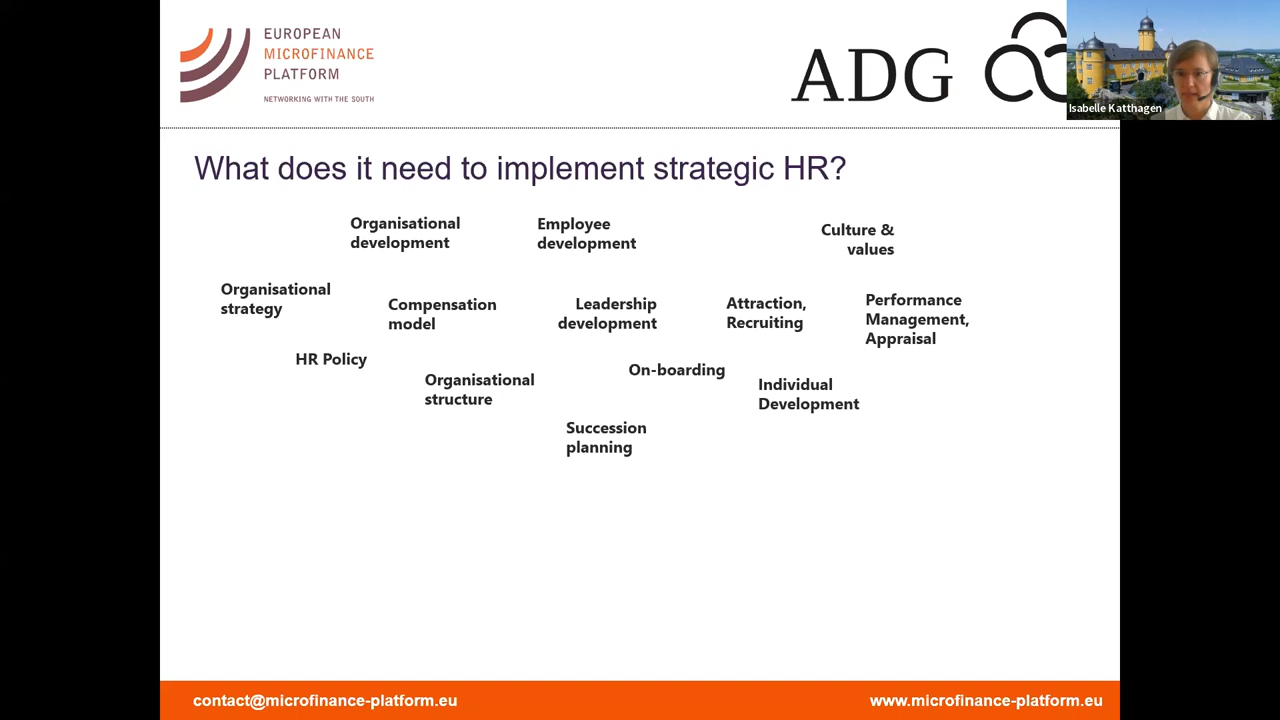 EUROPEAN
MICROFINANCE
PLATFORM
NETWORKING WITH THE SOUTH
ADG
Isabelle Katthagen
What does it need to implement strategic HR?
Organisational
development
Employee
development
Culture &
values
Organisational
strategy
Compensation
model
Leadership
development
Attraction,
Recruiting
Performance
Management,
Appraisal
HR Policy
Organisational
structure
On-boarding
Individual
Development
Succession
planning
contact@microfinance-platform.eu
www.microfinance-platform.eu